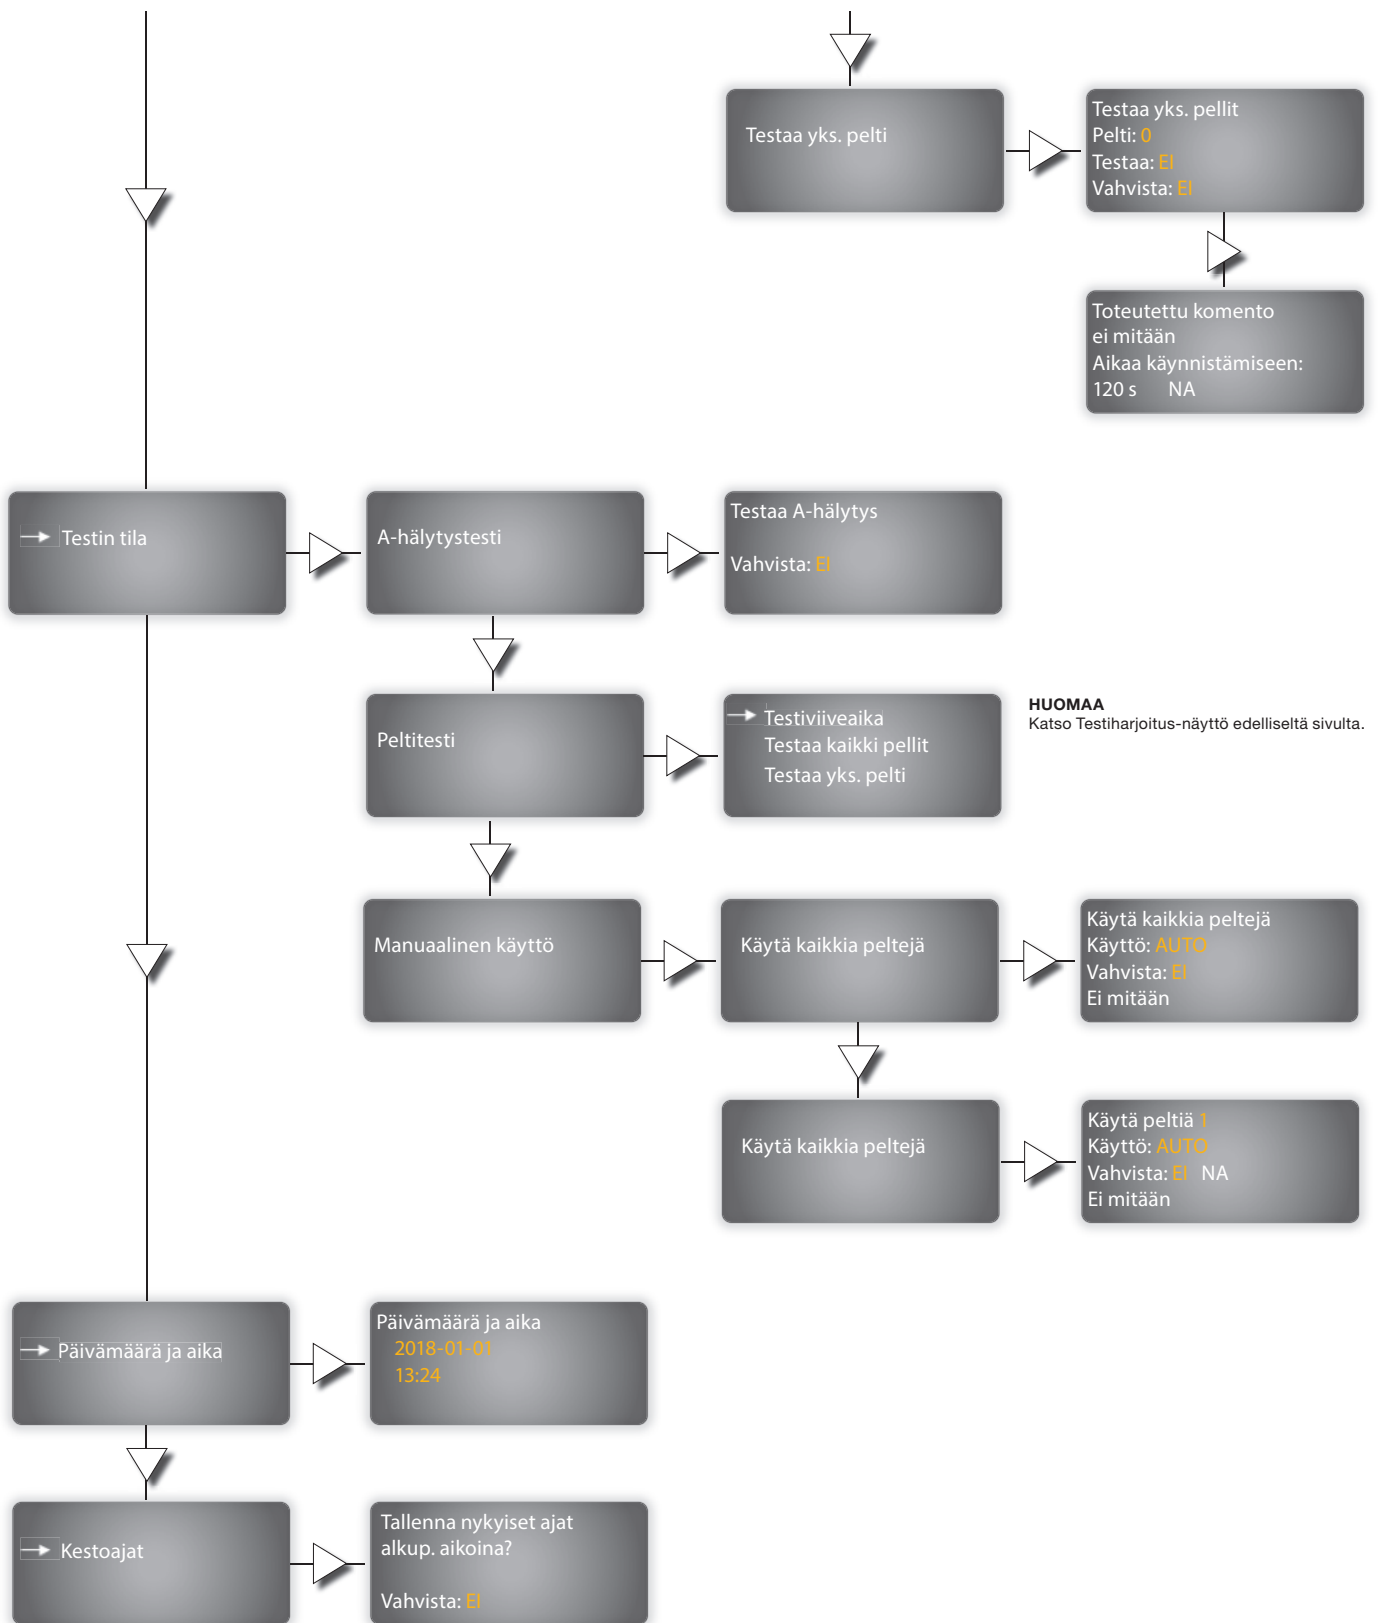 Testaa yks. pelti
Testaa yks. pellit
Pelti: 0
Testaa: EI
Vahvista: EI
Toteutettu komento
ei mitään
Aikaa käynnistämiseen:
120 s NA
Testin tila
A-hälytystesti
Testaa A-hälytys
Vahvista: EI
Peltitesti
Testiviiveaika
Testaa kaikki pellit
Testaa yks. pelti
HUOMAA
Katso Testiharjoitus-näyttö edelliseltä sivulta.
Manuaalinen käyttö
Käytä kaikkia peltejä
Käytä kaikkia peltejä
Käyttö: AUTO
Vahvista: EI
Ei mitään
Käytä kaikkia peltejä
Käytä peltiä 1
Käyttö: AUTO
Vahvista: EI NA
Ei mitään
Päivämäärä ja aika
Päivämäärä ja aika
2018-01-01
13:24
Kestoajat
Tallenna nykyiset ajat
alkup. aikoina?
Vahvista: EI